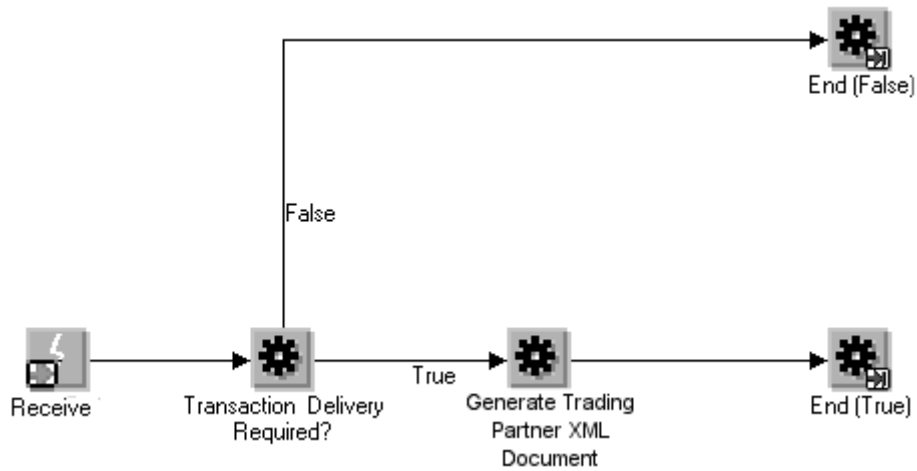 End (False)
False
True
Receive
Transaction Delivery
Required?
Generate Trading
Partner XML
Document
End (True)